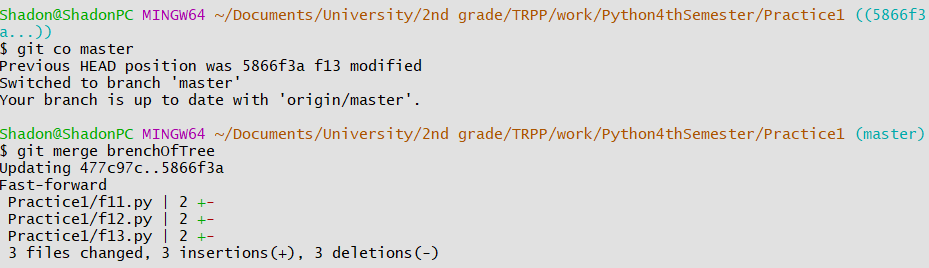 Shadon@ShadonPC MINGW64 ~/Documents/University/2nd grade/TRPP/work/Python4thSemester/Practice1 ((5866f3
a...))
$ git co master
Previous HEAD position was 5866f3a f13 modified
Switched to branch 'master'
Your branch is up to date with 'origin/master'.
Shadon@ShadonPC MINGW64 ~/Documents/University/2nd grade/TRPP/work/Python4thSemester/Practice1 (master)
$ git merge brenchOfTree
Updating 477c97c..5866f3a
Fast-forward
Practice1/f11.py | 2 +-
Practice1/f12.py | 2 +-
Practice1/f13.py | 2 +-
3 files changed, 3 insertions(+), 3 deletions(-)